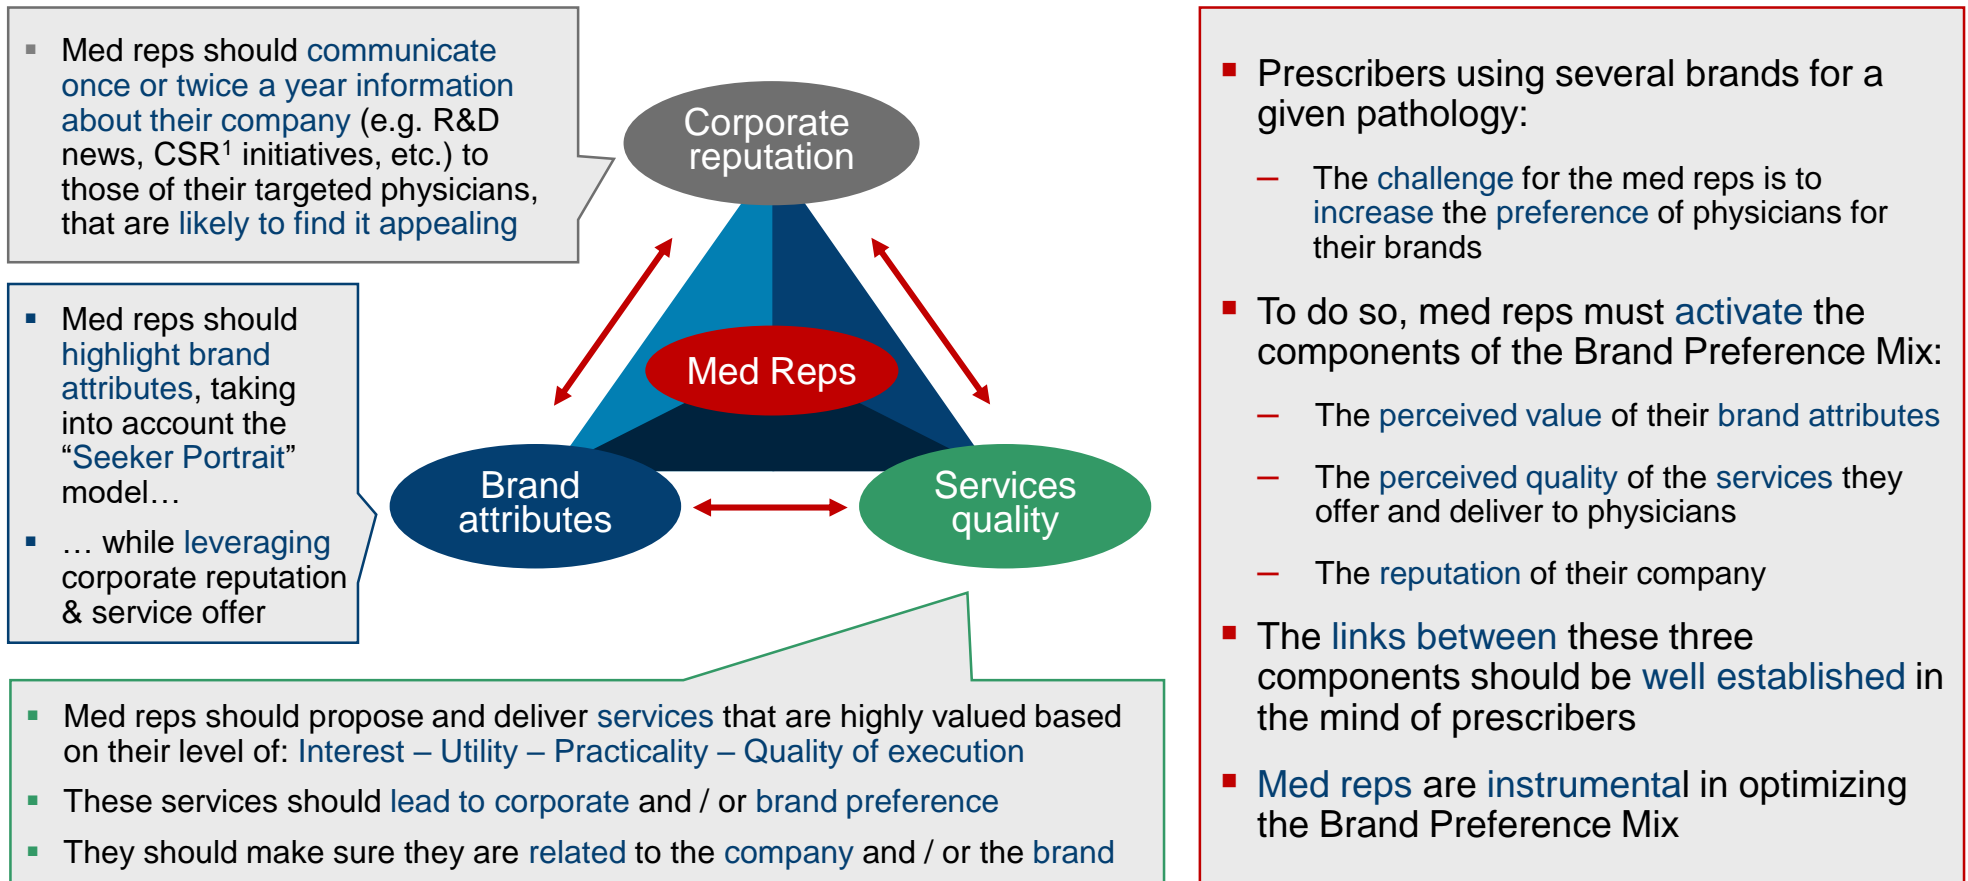 ▪ Med reps should communicate
once or twice a year information
about their company (e.g. R&D
news, CSR¹ initiatives, etc.) to
those of their targeted physicians,
that are likely to find it appealing
▪ Med reps should
highlight brand
attributes, taking
into account the
“Seeker Portrait”
model…
▪ … while leveraging
corporate reputation
& service offer
Corporate
reputation
Med Reps
Brand
attributes
Services
quality
▪ Med reps should propose and deliver services that are highly valued based
on their level of: Interest – Utility – Practicality – Quality of execution
▪ These services should lead to corporate and / or brand preference
▪ They should make sure they are related to the company and / or the brand
▪ Prescribers using several brands for a
given pathology:
– The challenge for the med reps is to
increase the preference of physicians for
their brands
▪ To do so, med reps must activate the
components of the Brand Preference Mix:
– The perceived value of their brand attributes
– The perceived quality of the services they
offer and deliver to physicians
– The reputation of their company
▪ The links between these three
components should be well established in
the mind of prescribers
▪ Med reps are instrumental in optimizing
the Brand Preference Mix